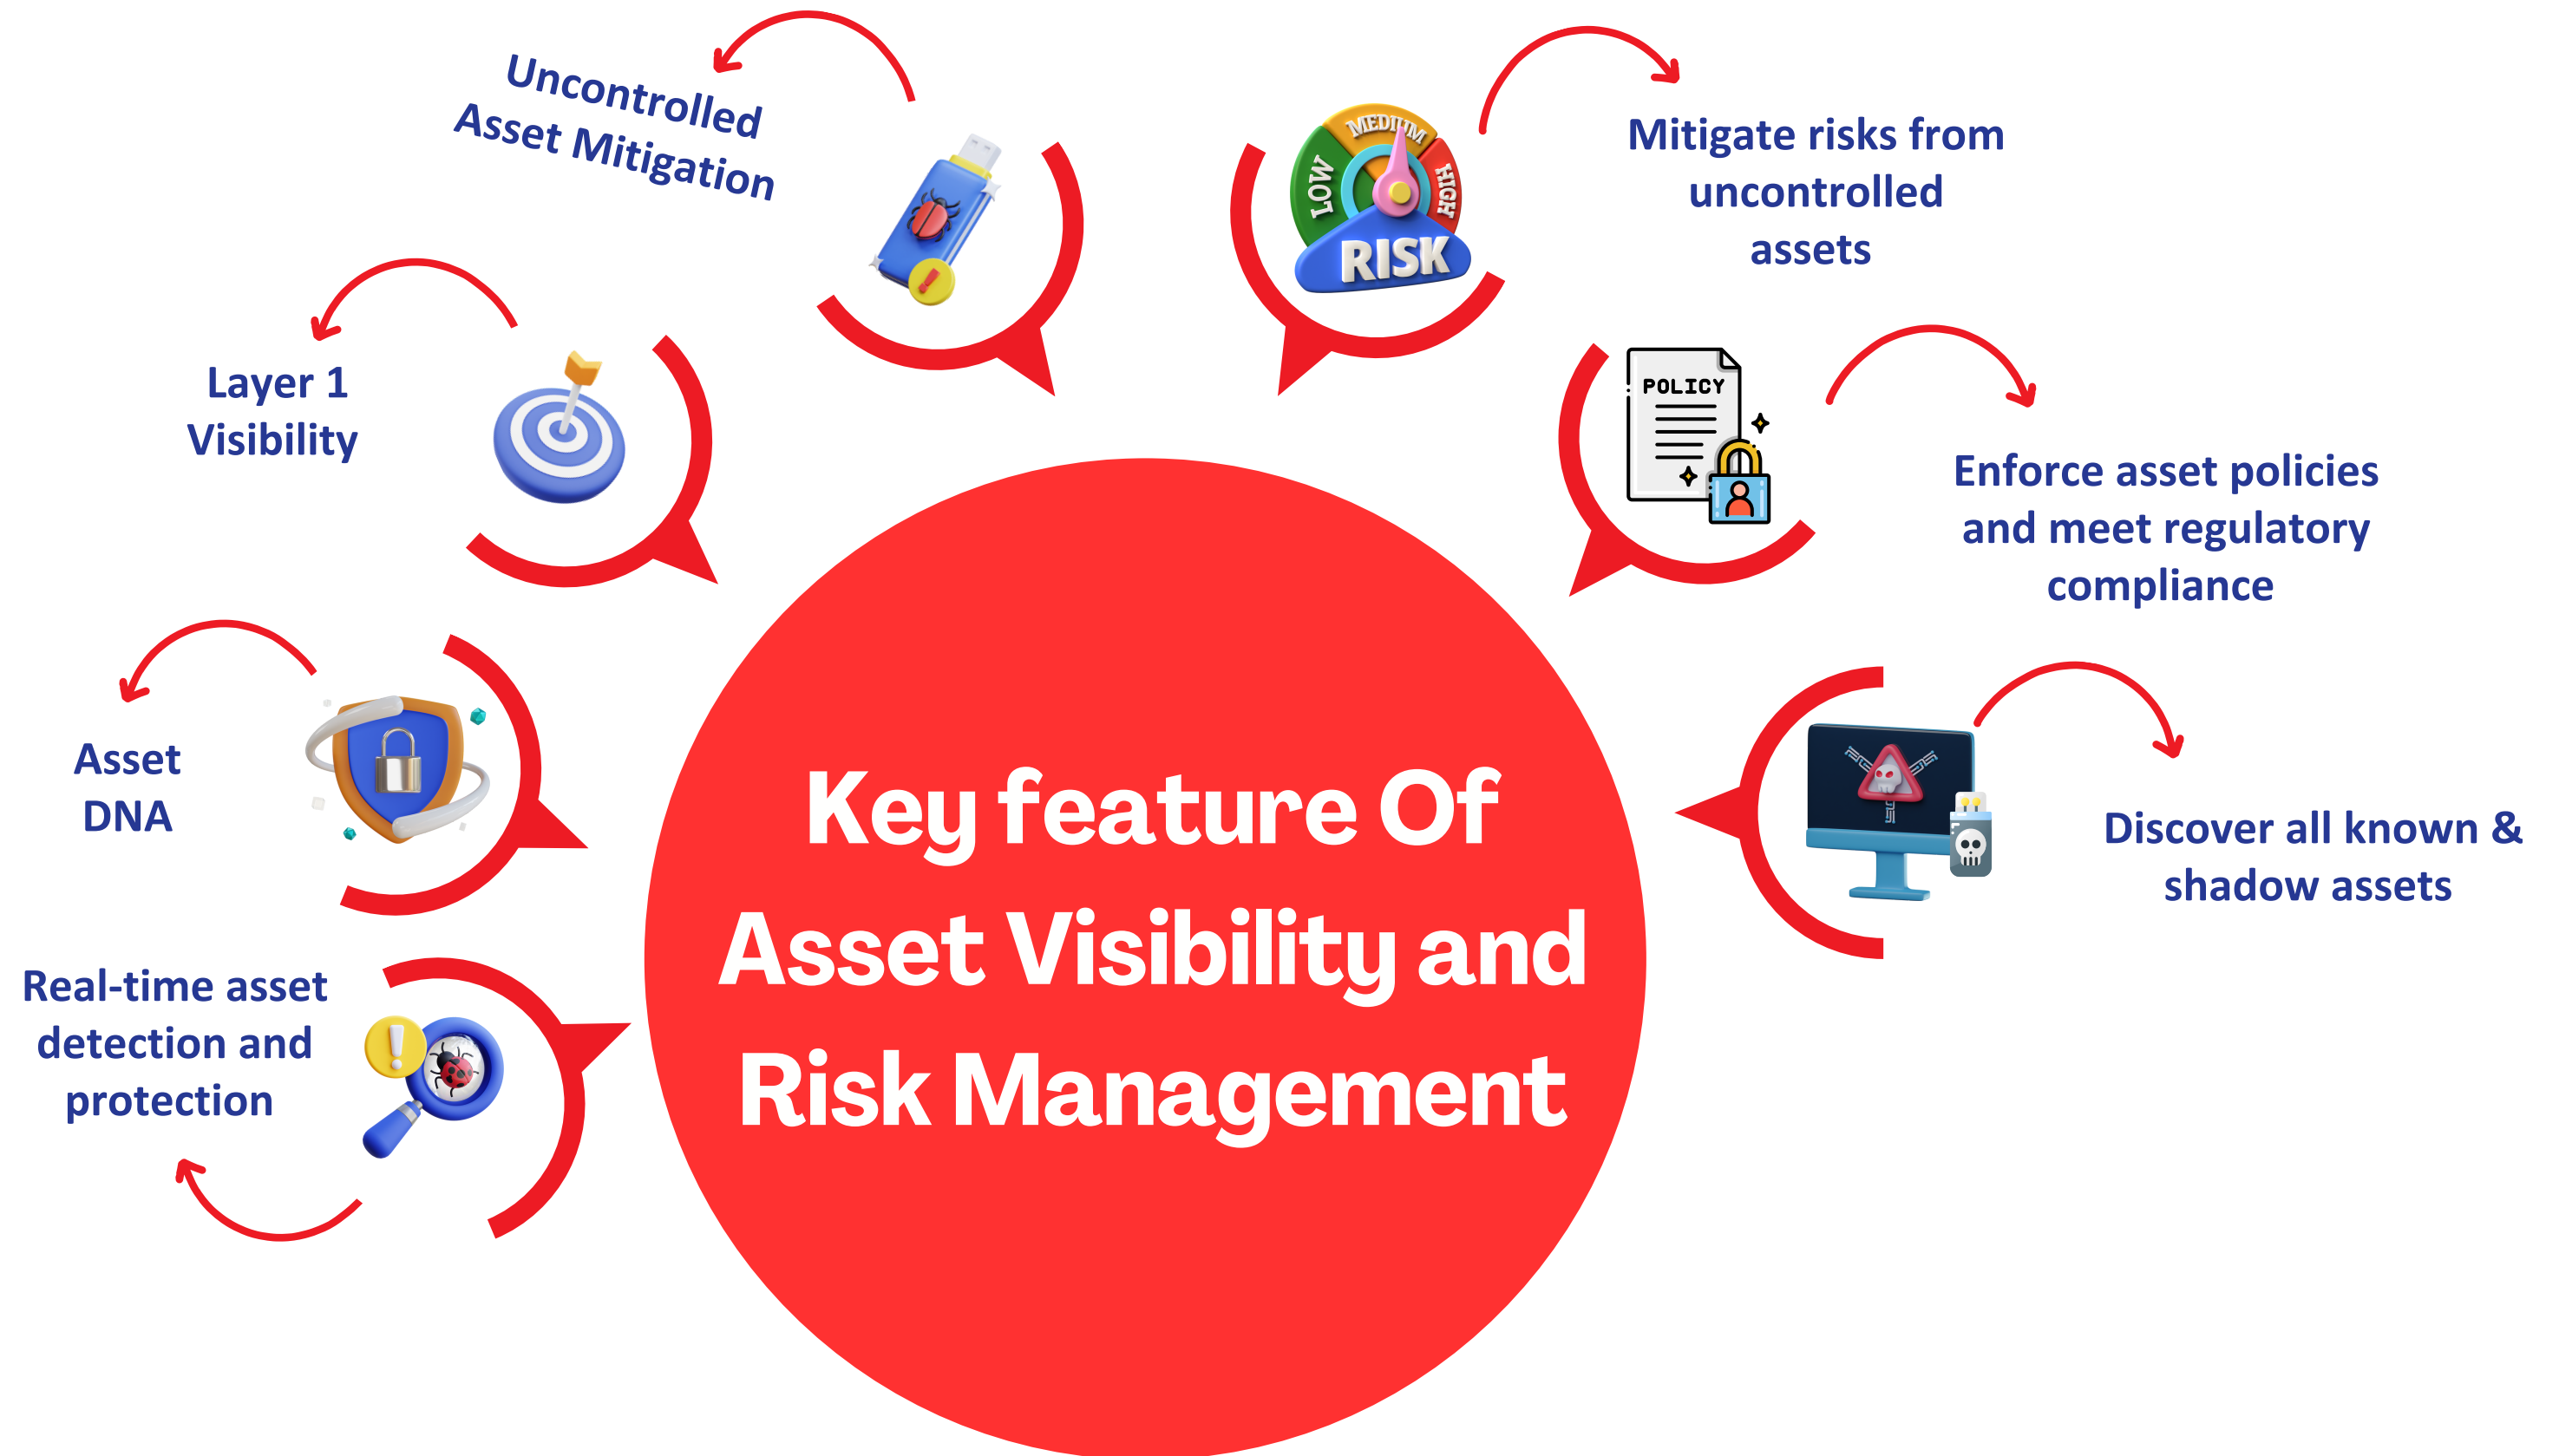 Uncontrolled
Asset Mitigation
LOW
MEDIUM
HIGH
RISK
Mitigate risks from
uncontrolled
assets
Layer 1
Visibility
POLICY
Enforce asset policies
and meet regulatory
compliance
Asset
DNA
Discover all known &
shadow assets
Real-time asset
detection and
protection
Key feature Of
Asset Visibility and
Risk Management